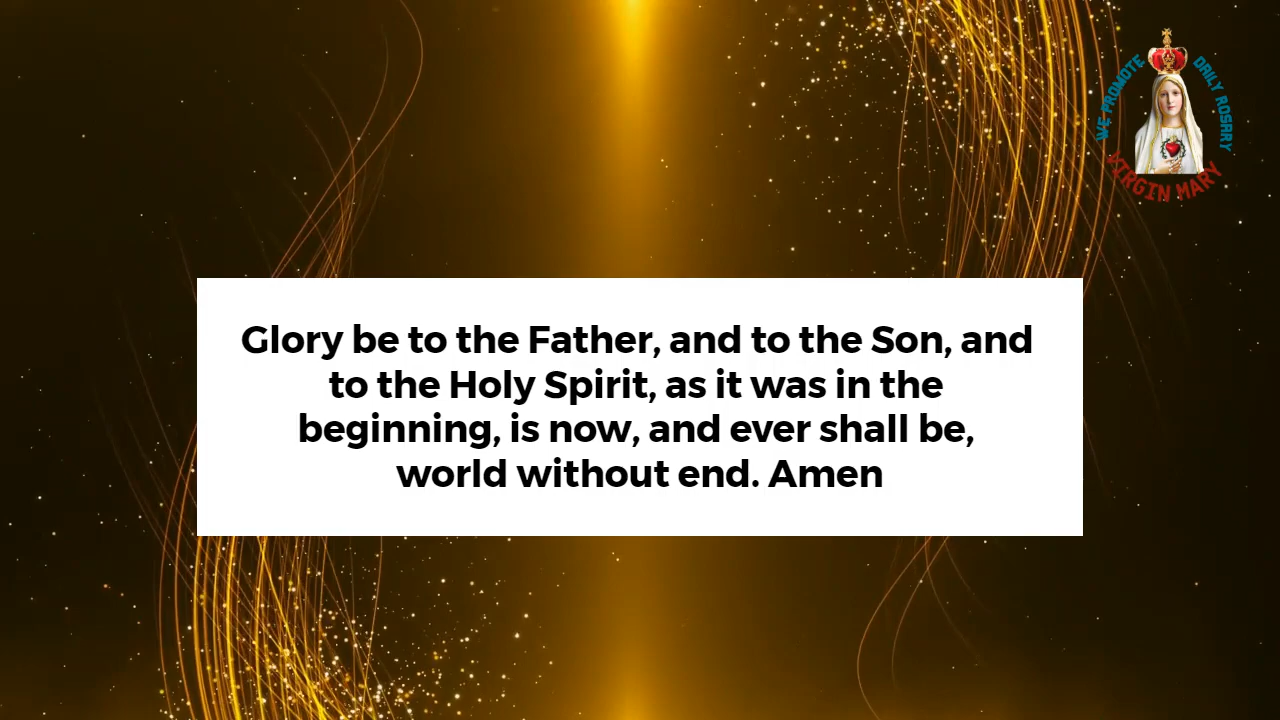 WE PROMOTE
DAILY ROSARY
VIRGIN MARY
Glory be to the Father, and to the Son, and
to the Holy Spirit, as it was in the
beginning, is now, and ever shall be,
world without end. Amen